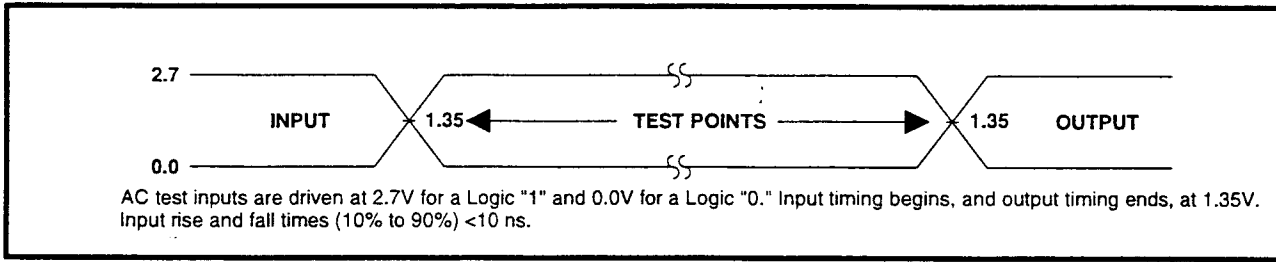 2.7
INPUT 1.35 TEST POINTS 1.35 OUTPUT
0.0
AC test inputs are driven at 2.7V for a Logic "1" and 0.0V for a Logic "0." Input timing begins, and output timing ends, at 1.35V.
Input rise and fall times (10% to 90%) <10 ns.